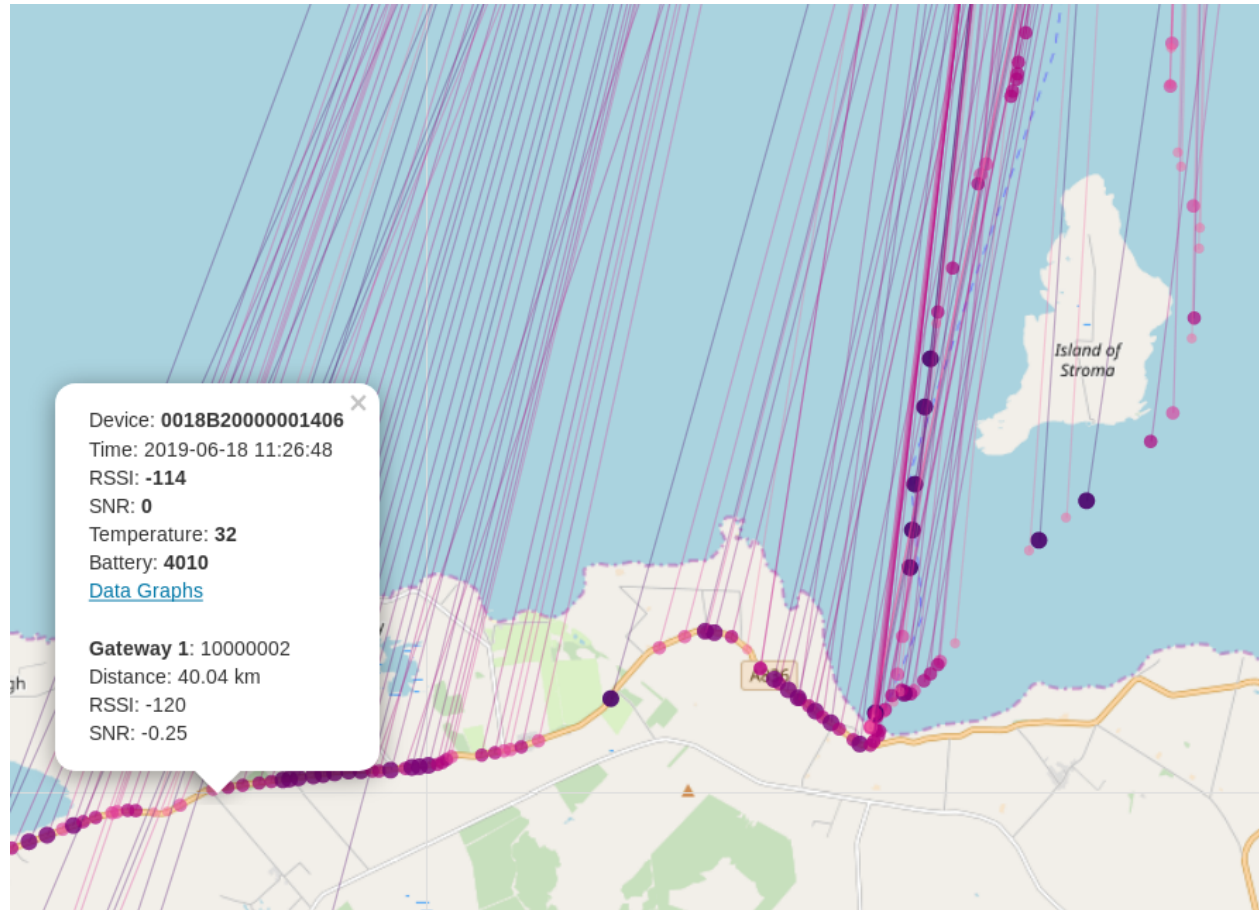 Island of
Stroma
Device: 0018B20000001406
Time: 2019-06-18 11:26:48
RSSI: -114
SNR: 0
Temperature: 32
Battery: 4010
Data Graphs
Gateway 1: 10000002
Distance: 40.04 km
RSSI: -120
SNR: -0.25